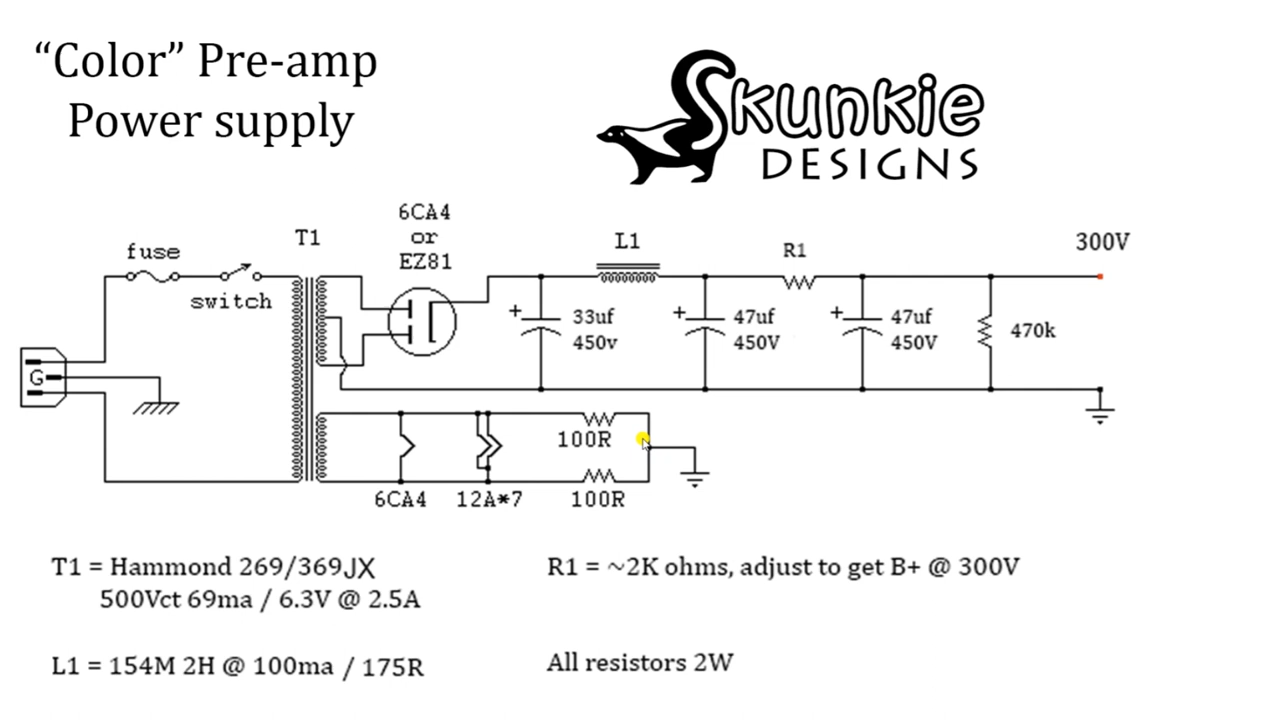 “Color” Pre-amp
Power supply
Skunkie
DESIGNS
6CA4
or
EZ81
T1
fuse
switch
L1
R1
300V
G
+
33uf
450v
+
47uf
450V
+
47uf
450V
470k
100R
6CA4
12A*7
100R
T1 = Hammond 269/369JX
500Vct 69ma / 6.3V @ 2.5A
R1 = ~2K ohms, adjust to get B+ @ 300V
L1 = 154M 2H @ 100ma / 175R
All resistors 2W